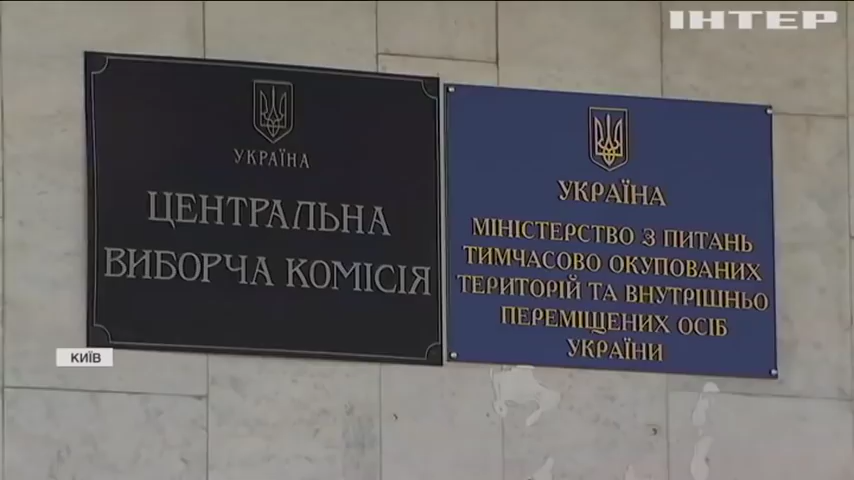 ІНТЕР
УКРАЇНА
ЦЕНТРАЛЬНА
ВИБОРЧА КОМІСІЯ
УКРАЇНА
МІНІСТЕРСТВО З ПИТАНЬ
ТИМЧАСОВО ОКУПОВАНИХ
ТЕРИТОРІЙ ТА ВНУТРІШНЬО
ПЕРЕМІЩЕНИХ ОСІБ
УКРАЇНИ
КИЇВ